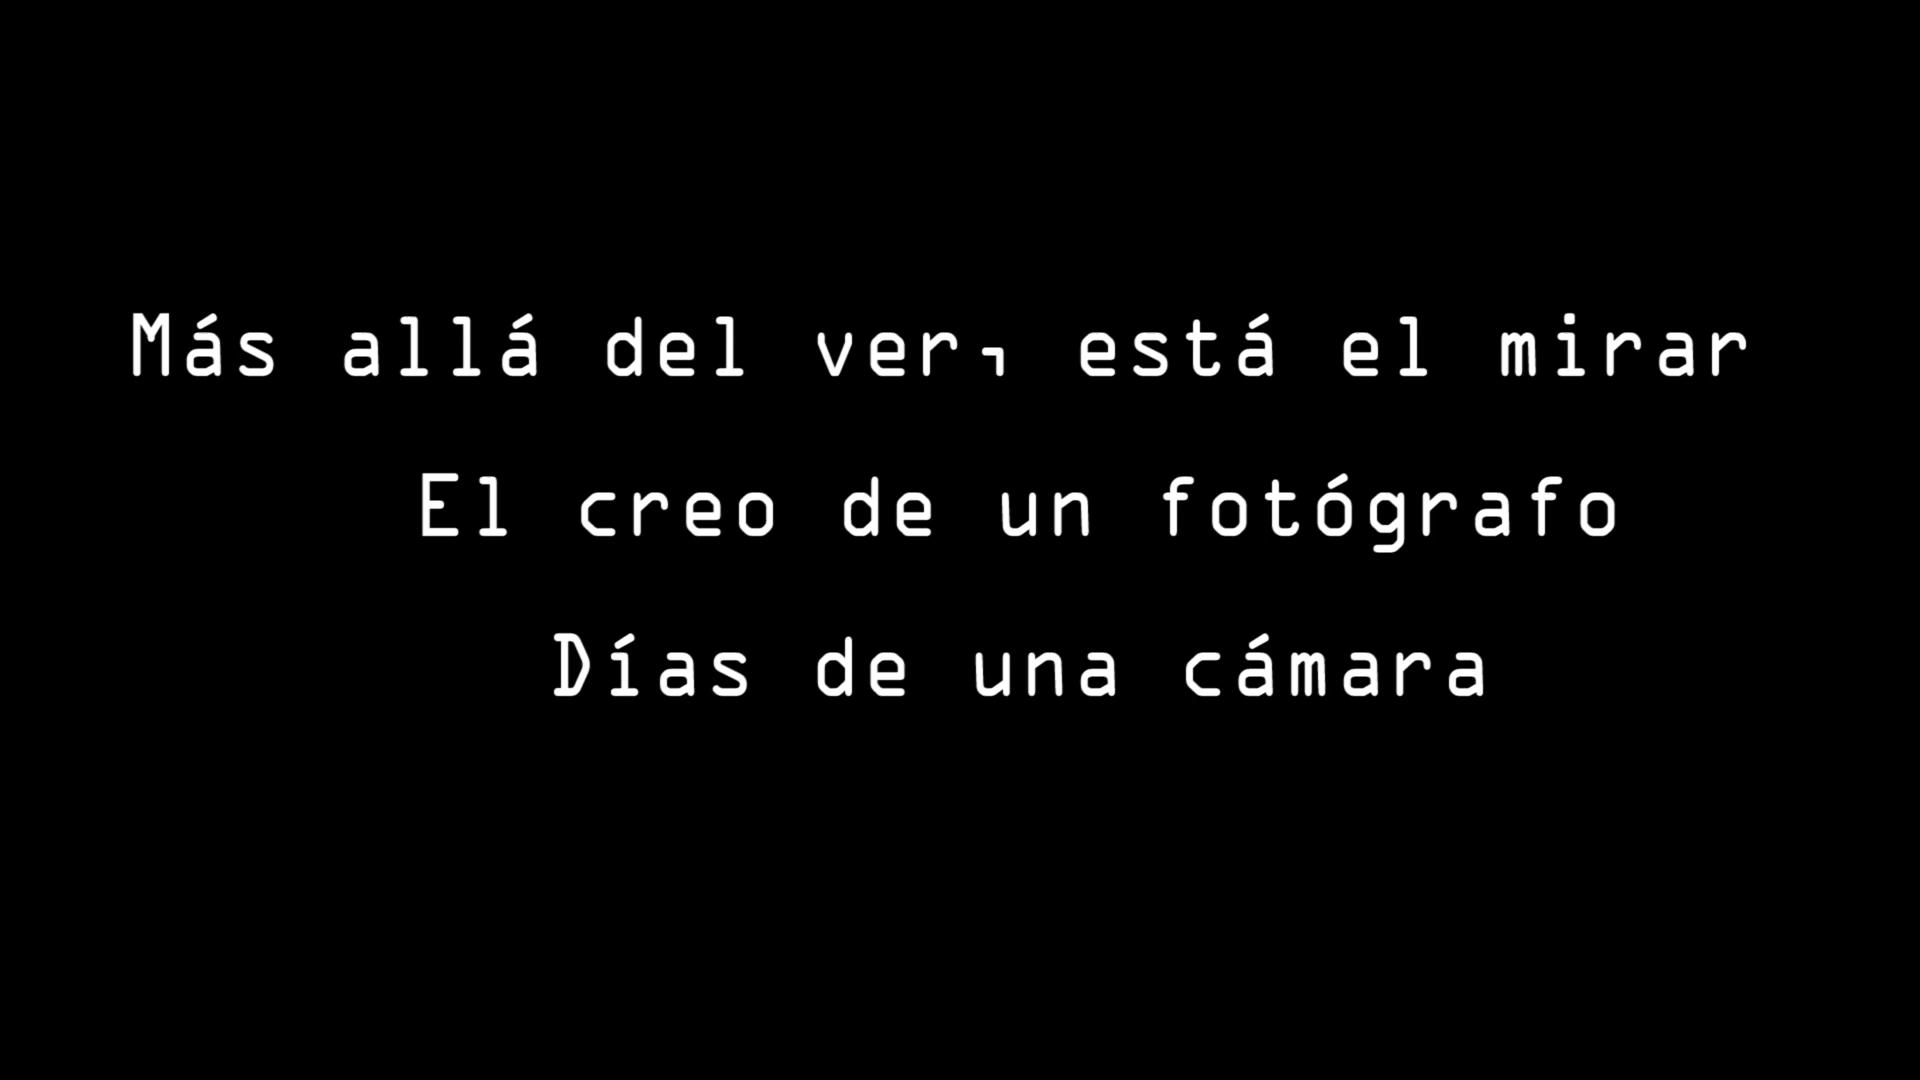 Más allá del ver, está el mirar
El creo de un fotógrafo
Días de una cámara